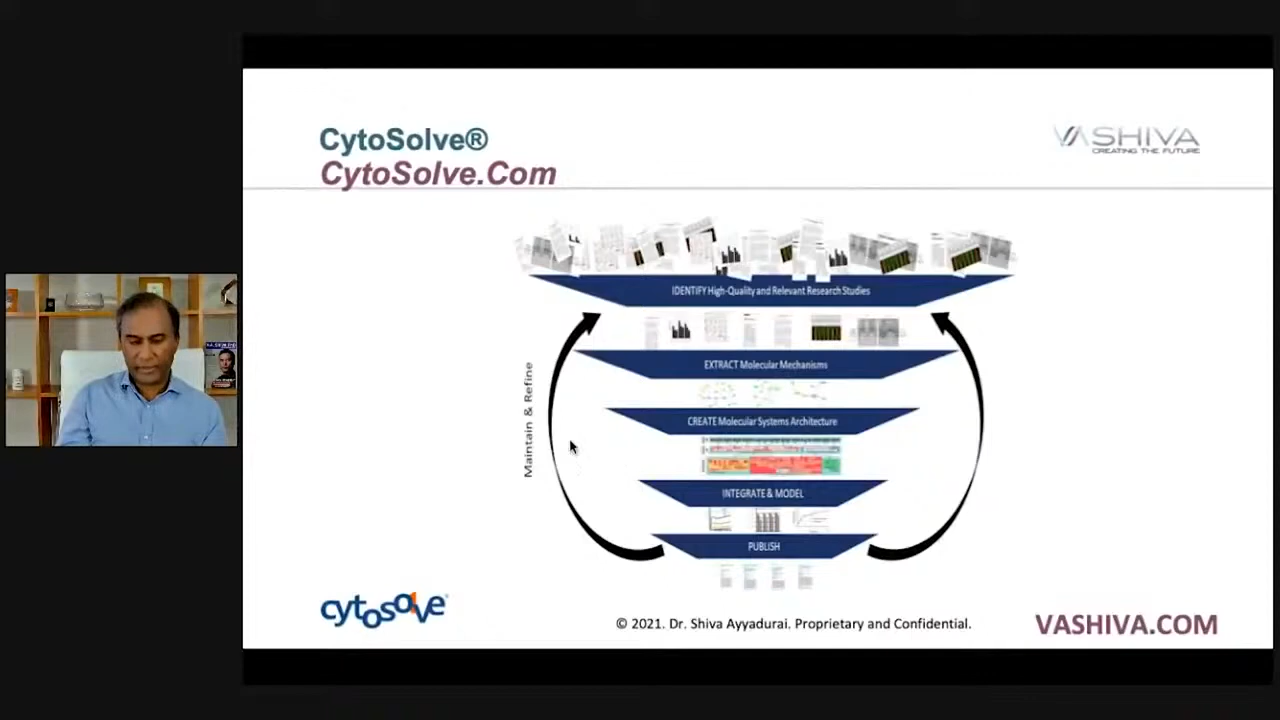 CytoSolve®
CytoSolve.Com
VASHIVA
CREATING THE FUTURE
IDENTIFY High-Quality and Relevant Research Studies
EXTRACT Molecular Mechanisms
Maintain & Refine
CREATE Molecular Systems Architecture
INTEGRATE & MODEL
PUBLISH
cytosolve
© 2021. Dr. Shiva Ayyadurai. Proprietary and Confidential.
VASHIVA.COM